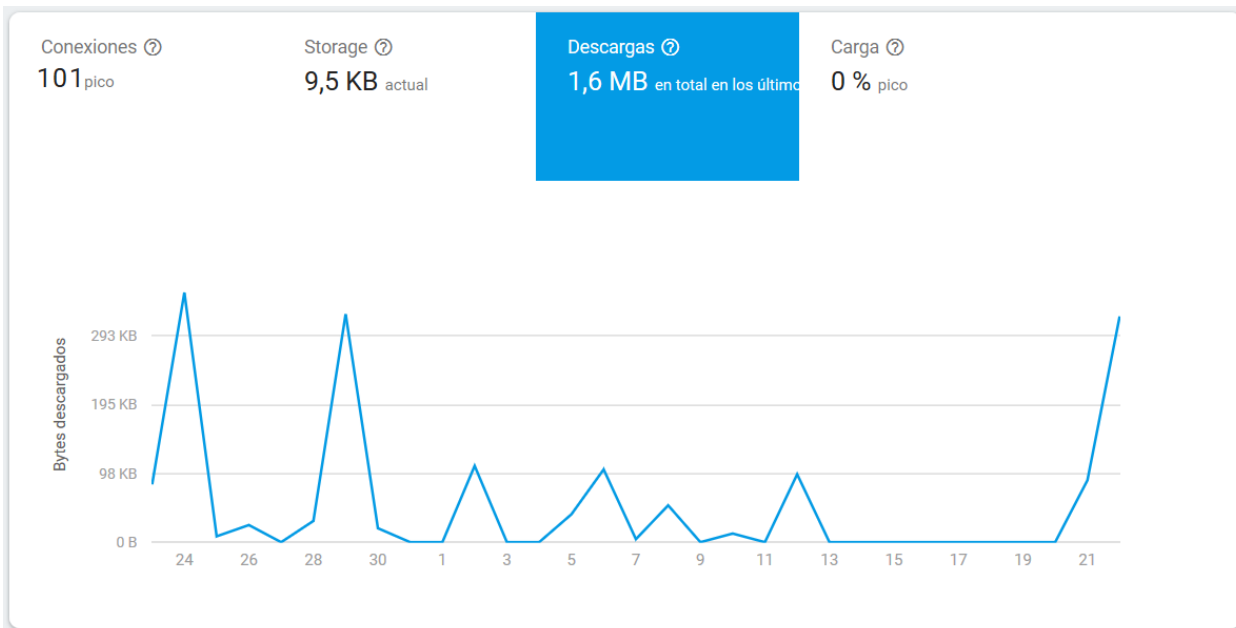 Conexiones
101 pico
Storage
9,5 KB actual
Descargas
1,6 MB en total en los último
Carga
0 % pico
Bytes descargados
293 KB
195 KB
98 KB
0 B
24 26 28 30 1 3 5 7 9 11 13 15 17 19 21